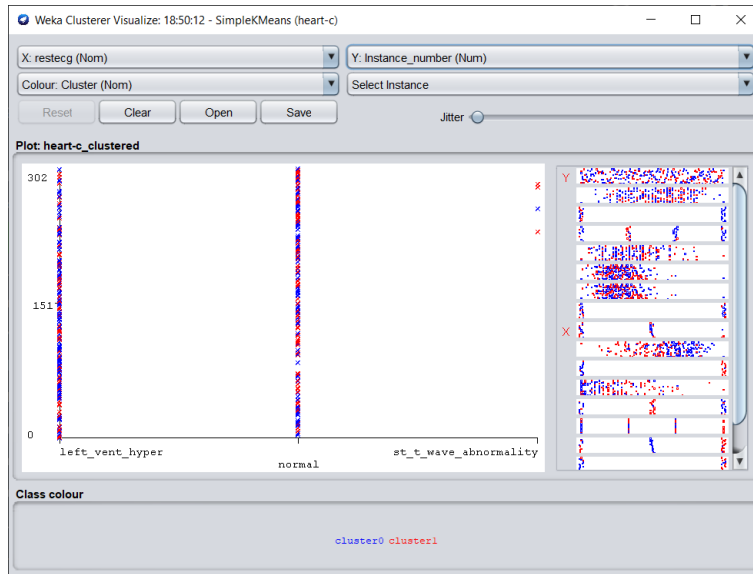 Weka Clusterer Visualize: 18:50:12 - SimpleKMeans (heart-c)
X: restecg (Nom) Y: Instance_number (Num)
Colour: Cluster (Nom) Select Instance
Reset Clear Open Save Jitter
Plot: heart-c_clustered
302
151
0
left_vent_hyper st_t_wave_abnormality
normal
Y
X
Class colour
cluster0 cluster1